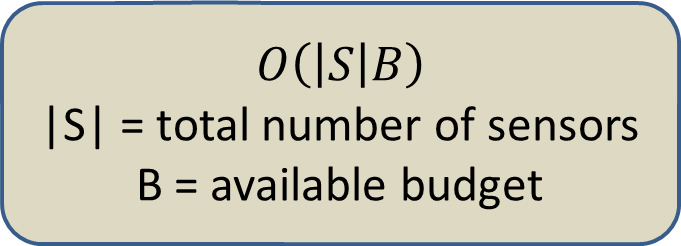 O(|S|B)
|S| = total number of sensors
B = available budget